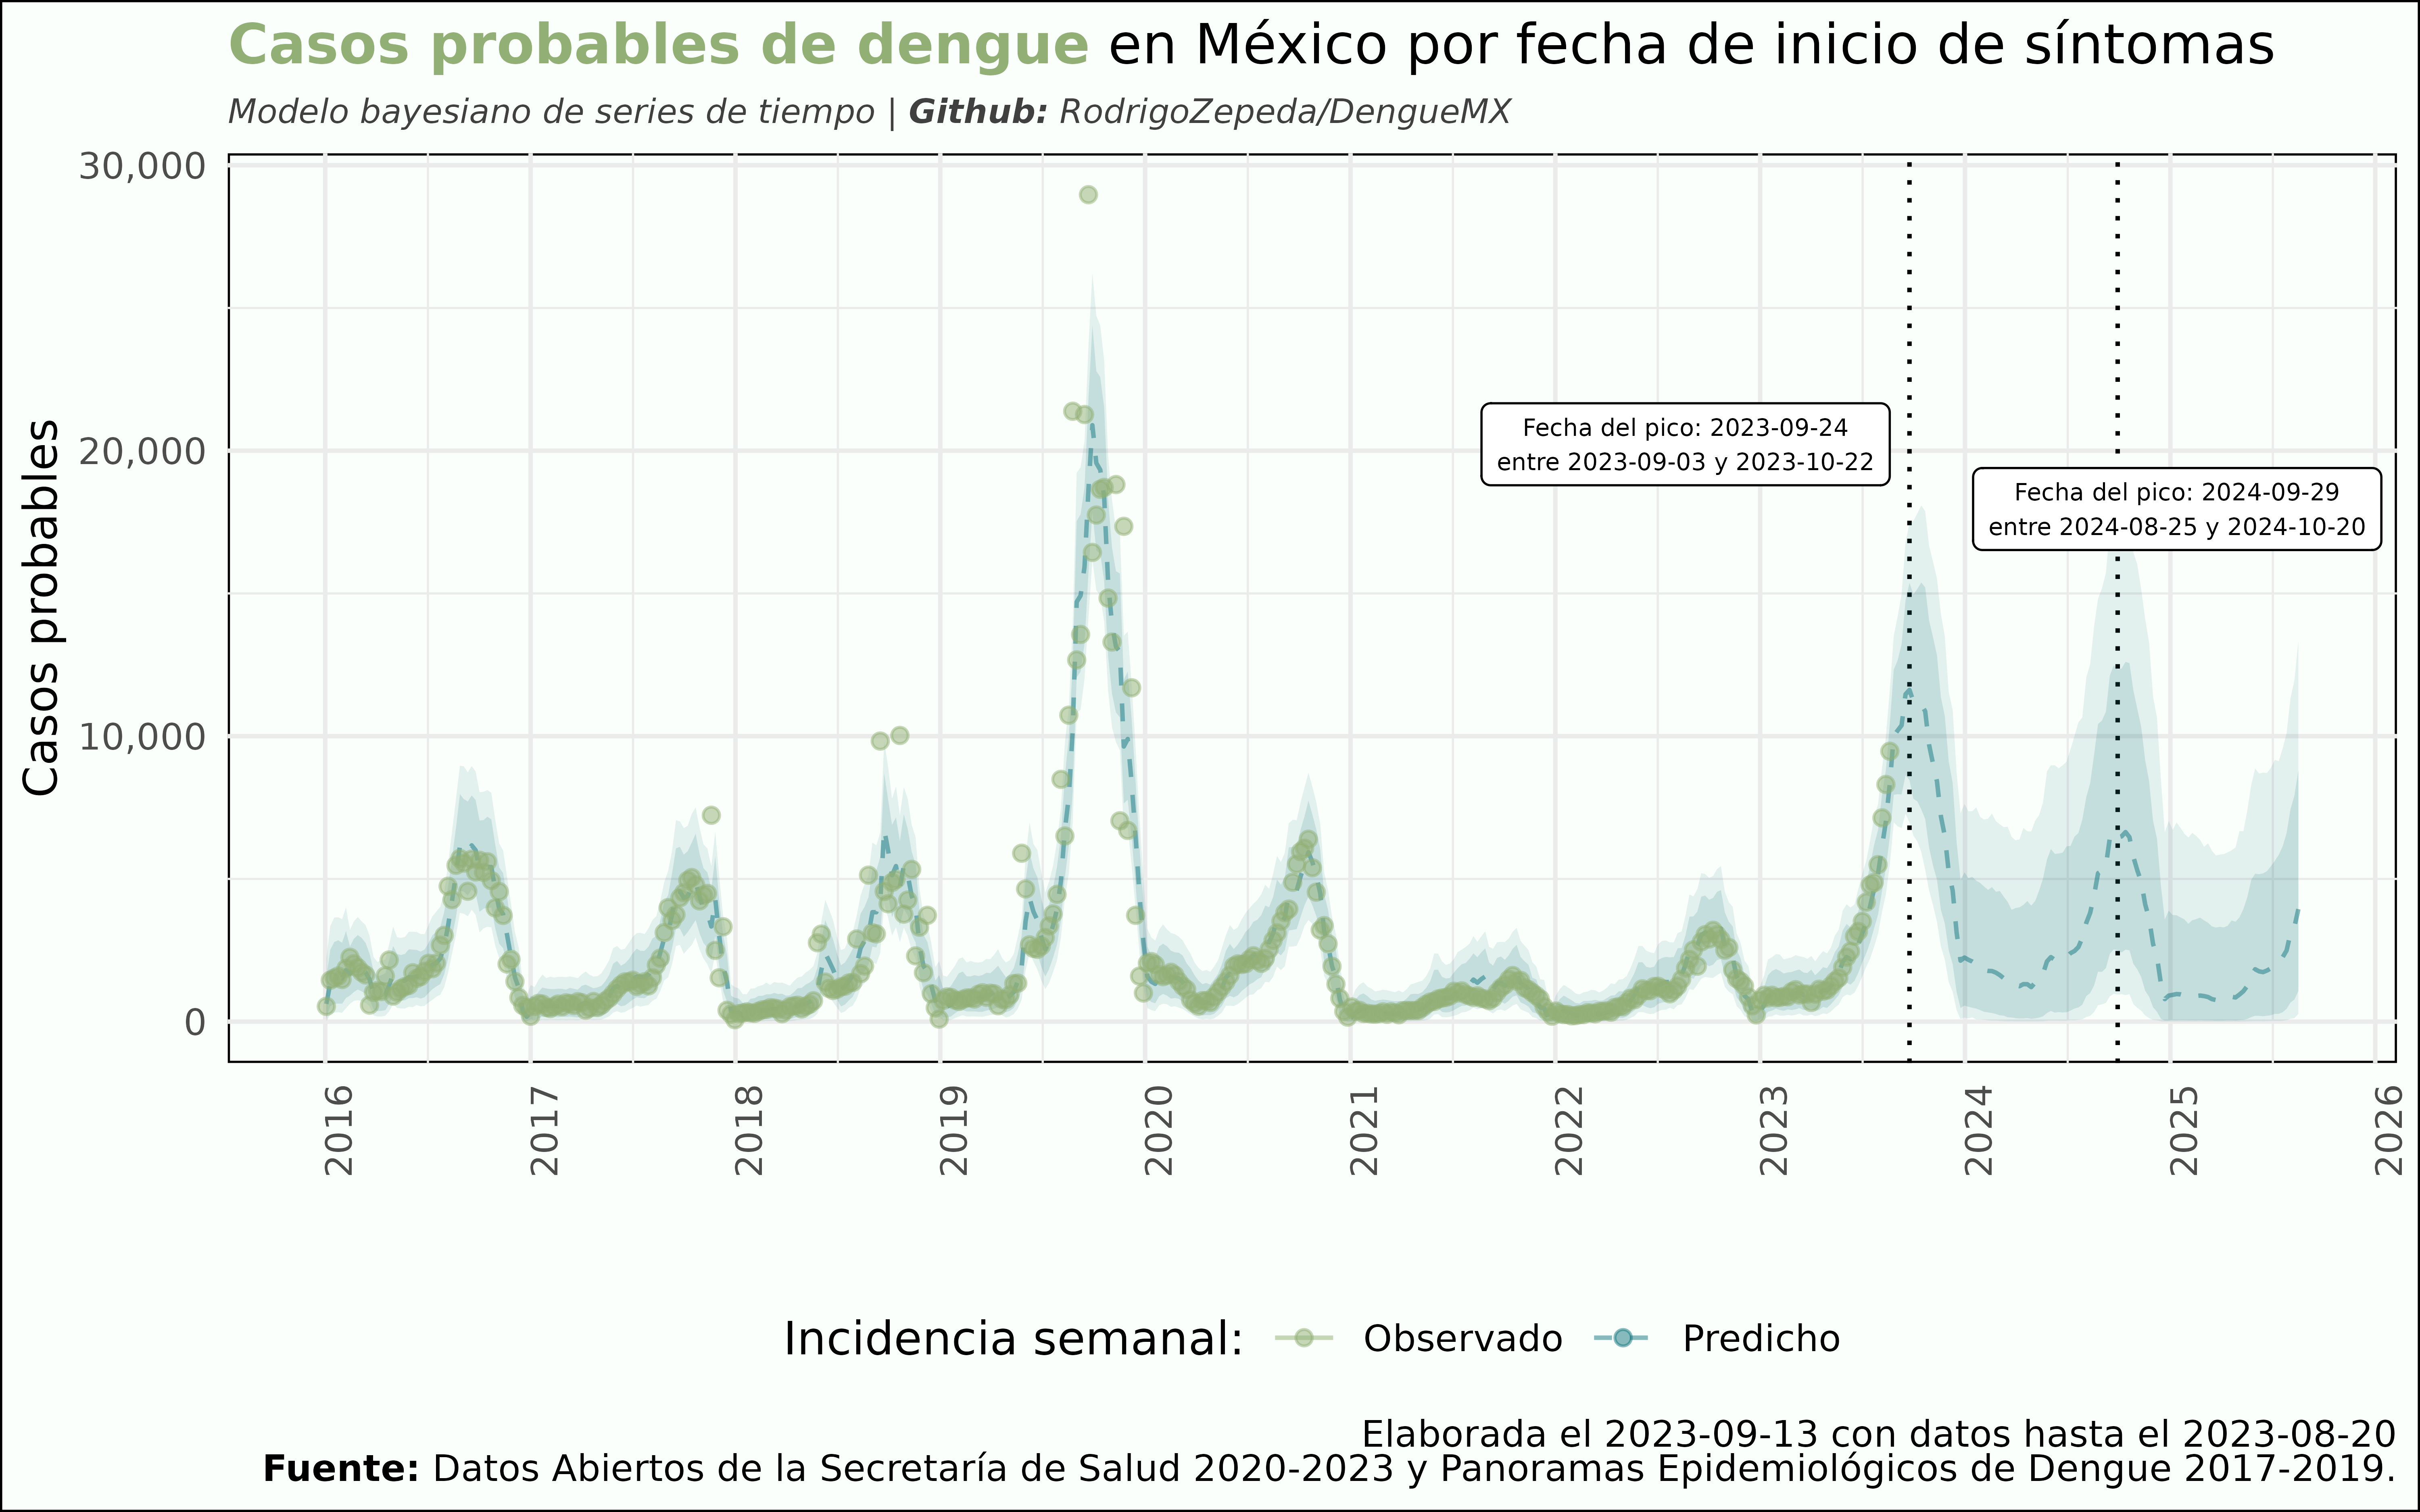 Casos probables de dengue en México por fecha de inicio de síntomas
Modelo bayesiano de series de tiempo | Github: RodrigoZepeda/DengueMX
Casos probables
30,000
20,000
10,000
0
Fecha del pico: 2023-09-24
entre 2023-09-03 y 2023-10-22
Fecha del pico: 2024-09-29
entre 2024-08-25 y 2024-10-20
2016
2017
2018
2019
2020
2021
2022
2023
2024
2025
2026
Incidencia semanal: Observado Predicho
Elaborada el 2023-09-13 con datos hasta el 2023-08-20
Fuente: Datos Abiertos de la Secretaría de Salud 2020-2023 y Panoramas Epidemiológicos de Dengue 2017-2019.